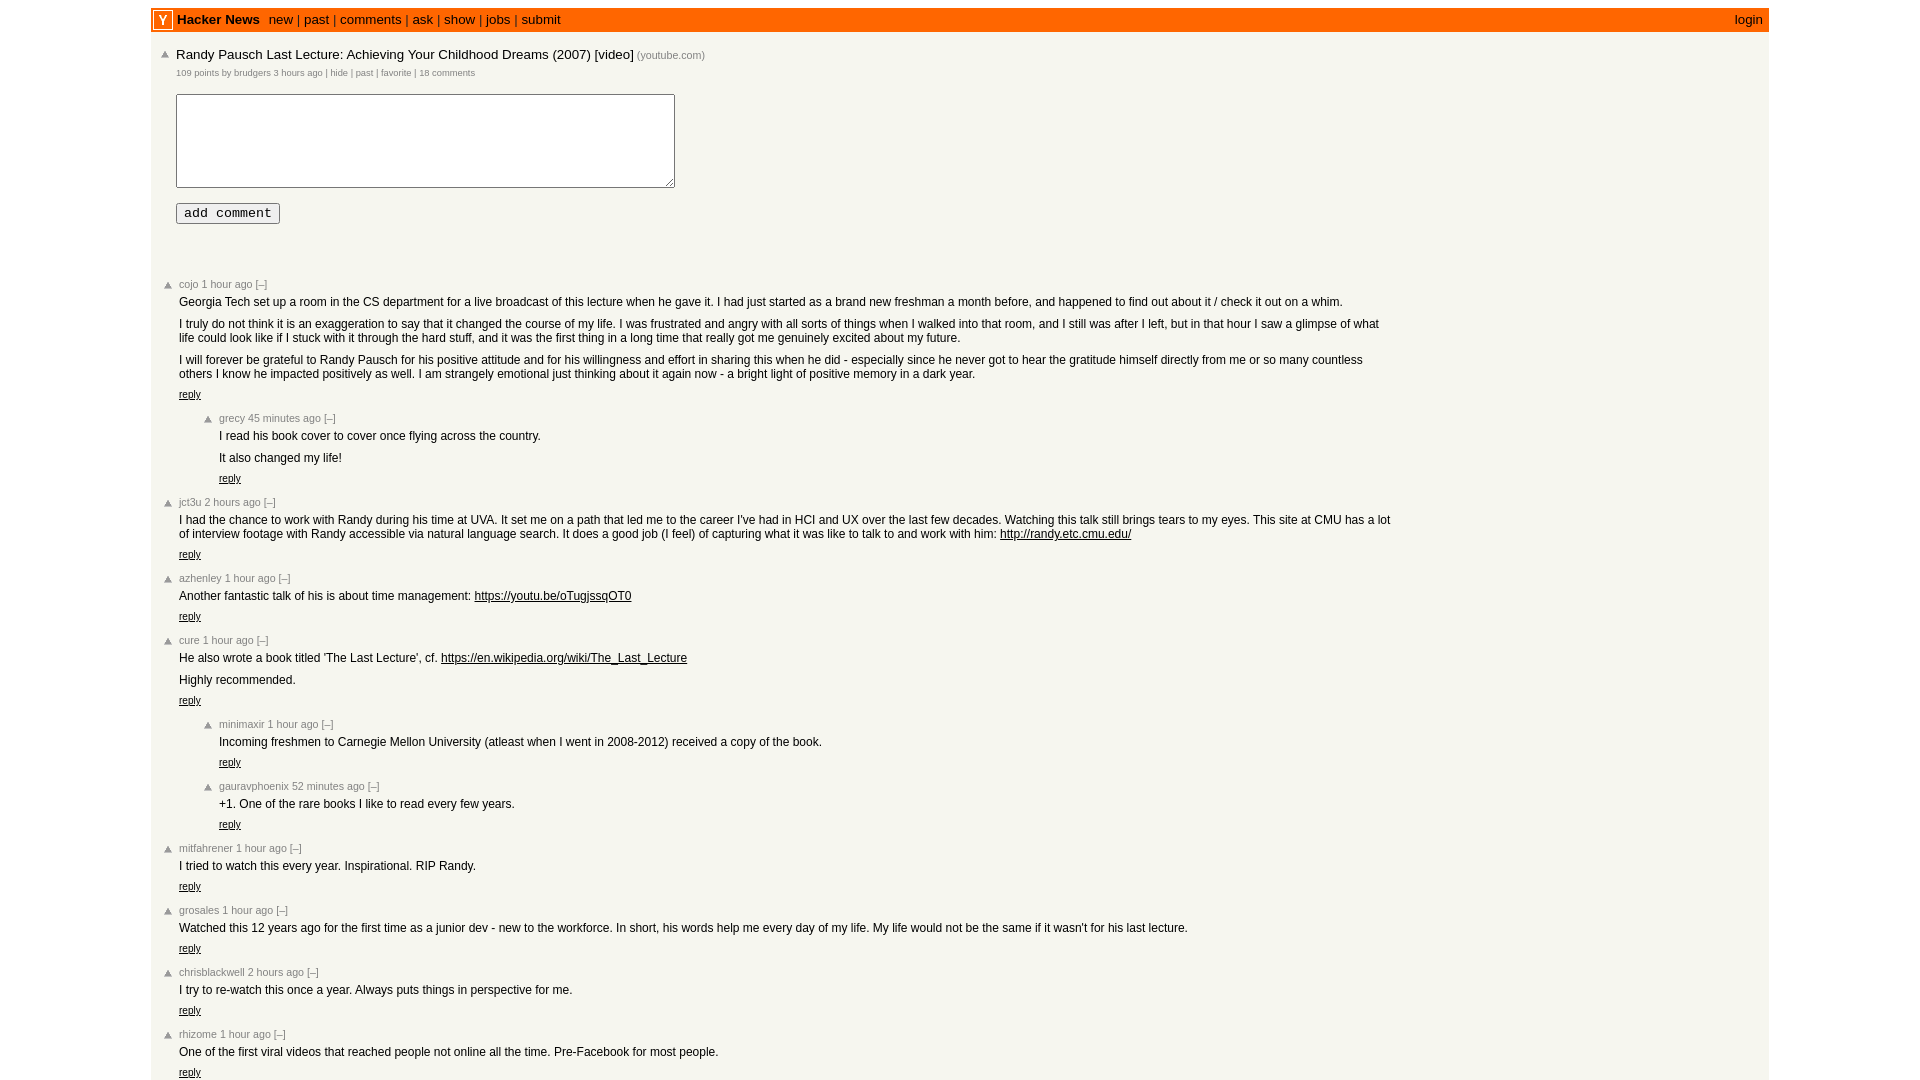 Y Hacker News new | past | comments | ask | show | jobs | submit login
Randy Pausch Last Lecture: Achieving Your Childhood Dreams (2007) [video] (youtube.com)
109 points by brudgers 3 hours ago | hide | past | favorite | 18 comments
add comment
cojo 1 hour ago [–]
Georgia Tech set up a room in the CS department for a live broadcast of this lecture when he gave it. I had just started as a brand new freshman a month before, and happened to find out about it / check it out on a whim.
I truly do not think it is an exaggeration to say that it changed the course of my life. I was frustrated and angry with all sorts of things when I walked into that room, and I still was after I left, but in that hour I saw a glimpse of what
life could look like if I stuck with it through the hard stuff, and it was the first thing in a long time that really got me genuinely excited about my future.
I will forever be grateful to Randy Pausch for his positive attitude and for his willingness and effort in sharing this when he did - especially since he never got to hear the gratitude himself directly from me or so many countless
others I know he impacted positively as well. I am strangely emotional just thinking about it again now - a bright light of positive memory in a dark year.
reply
grecy 45 minutes ago [–]
I read his book cover to cover once flying across the country.
It also changed my life!
reply
jct3u 2 hours ago [–]
I had the chance to work with Randy during his time at UVA. It set me on a path that led me to the career I've had in HCI and UX over the last few decades. Watching this talk still brings tears to my eyes. This site at CMU has a lot
of interview footage with Randy accessible via natural language search. It does a good job (I feel) of capturing what it was like to talk to and work with him: http://randy.etc.cmu.edu/
reply
azhenley 1 hour ago [–]
Another fantastic talk of his is about time management: https://youtu.be/oTugjssqOT0
reply
cure 1 hour ago [–]
He also wrote a book titled 'The Last Lecture', cf. https://en.wikipedia.org/wiki/The_Last_Lecture
Highly recommended.
reply
minimaxir 1 hour ago [–]
Incoming freshmen to Carnegie Mellon University (atleast when I went in 2008-2012) received a copy of the book.
reply
gauravphoenix 52 minutes ago [–]
+1. One of the rare books I like to read every few years.
reply
mitfahrener 1 hour ago [–]
I tried to watch this every year. Inspirational. RIP Randy.
reply
grosales 1 hour ago [–]
Watched this 12 years ago for the first time as a junior dev - new to the workforce. In short, his words help me every day of my life. My life would not be the same if it wasn't for his last lecture.
reply
chrisblackwell 2 hours ago [–]
I try to re-watch this once a year. Always puts things in perspective for me.
reply
rhizome 1 hour ago [–]
One of the first viral videos that reached people not online all the time. Pre-Facebook for most people.
reply